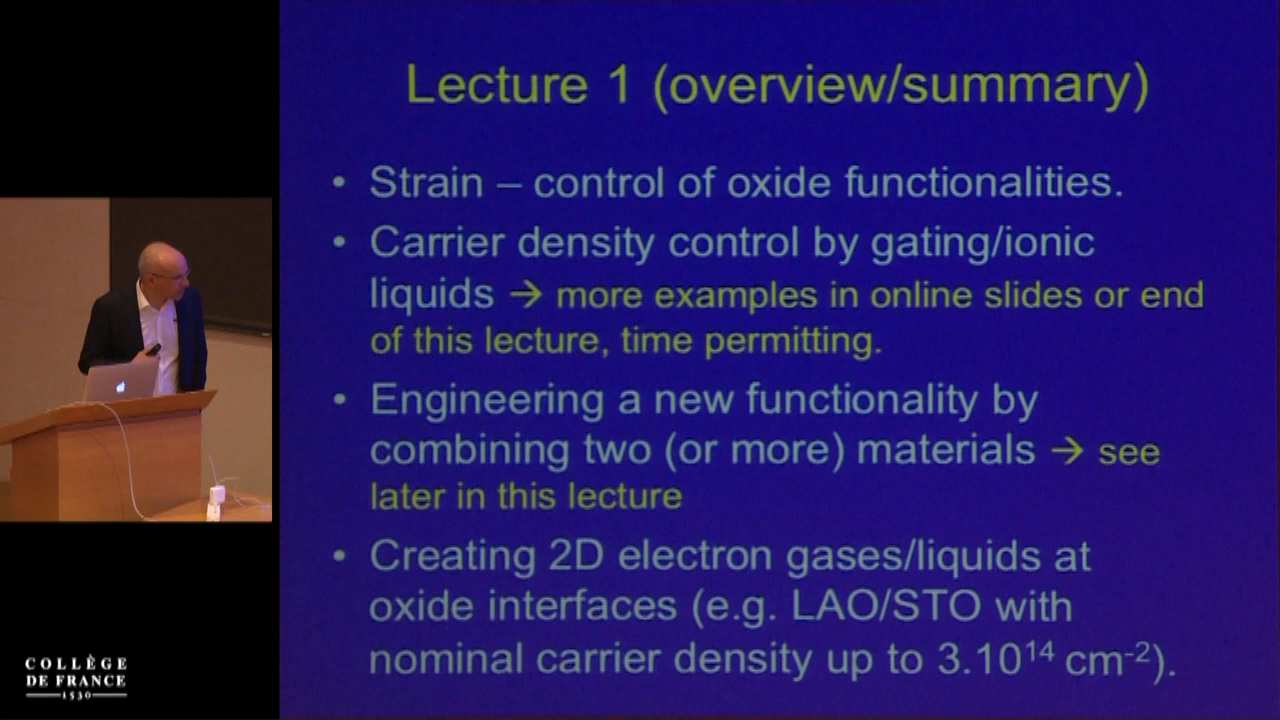 Lecture 1 (overview/summary)
• Strain – control of oxide functionalities.
• Carrier density control by gating/ionic
liquids → more examples in online slides or end
of this lecture, time permitting.
• Engineering a new functionality by
combining two (or more) materials → see
later in this lecture
• Creating 2D electron gases/liquids at
oxide interfaces (e.g. LAO/STO with
nominal carrier density up to 3.10¹⁴ cm⁻²).
COLLÈGE
DE FRANCE
1530